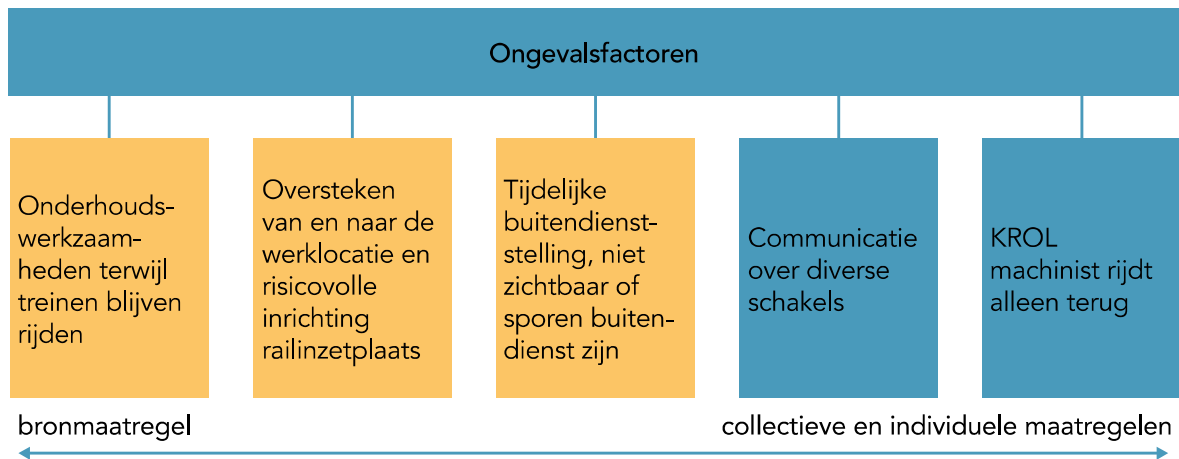 Ongevalsfactoren
Onderhouds-
werkzaam-
heden terwijl
treinen blijven
rijden
Oversteken
van en naar de
werklocatie en
risicovolle
inrichting
railinzetplaats
Tijdelijke
buitendienst-
stelling, niet
zichtbaar of
sporen buiten-
dienst zijn
Communicatie
over diverse
schakels
KROL
machinist rijdt
alleen terug
bronmaatregel
collectieve en individuele maatregelen